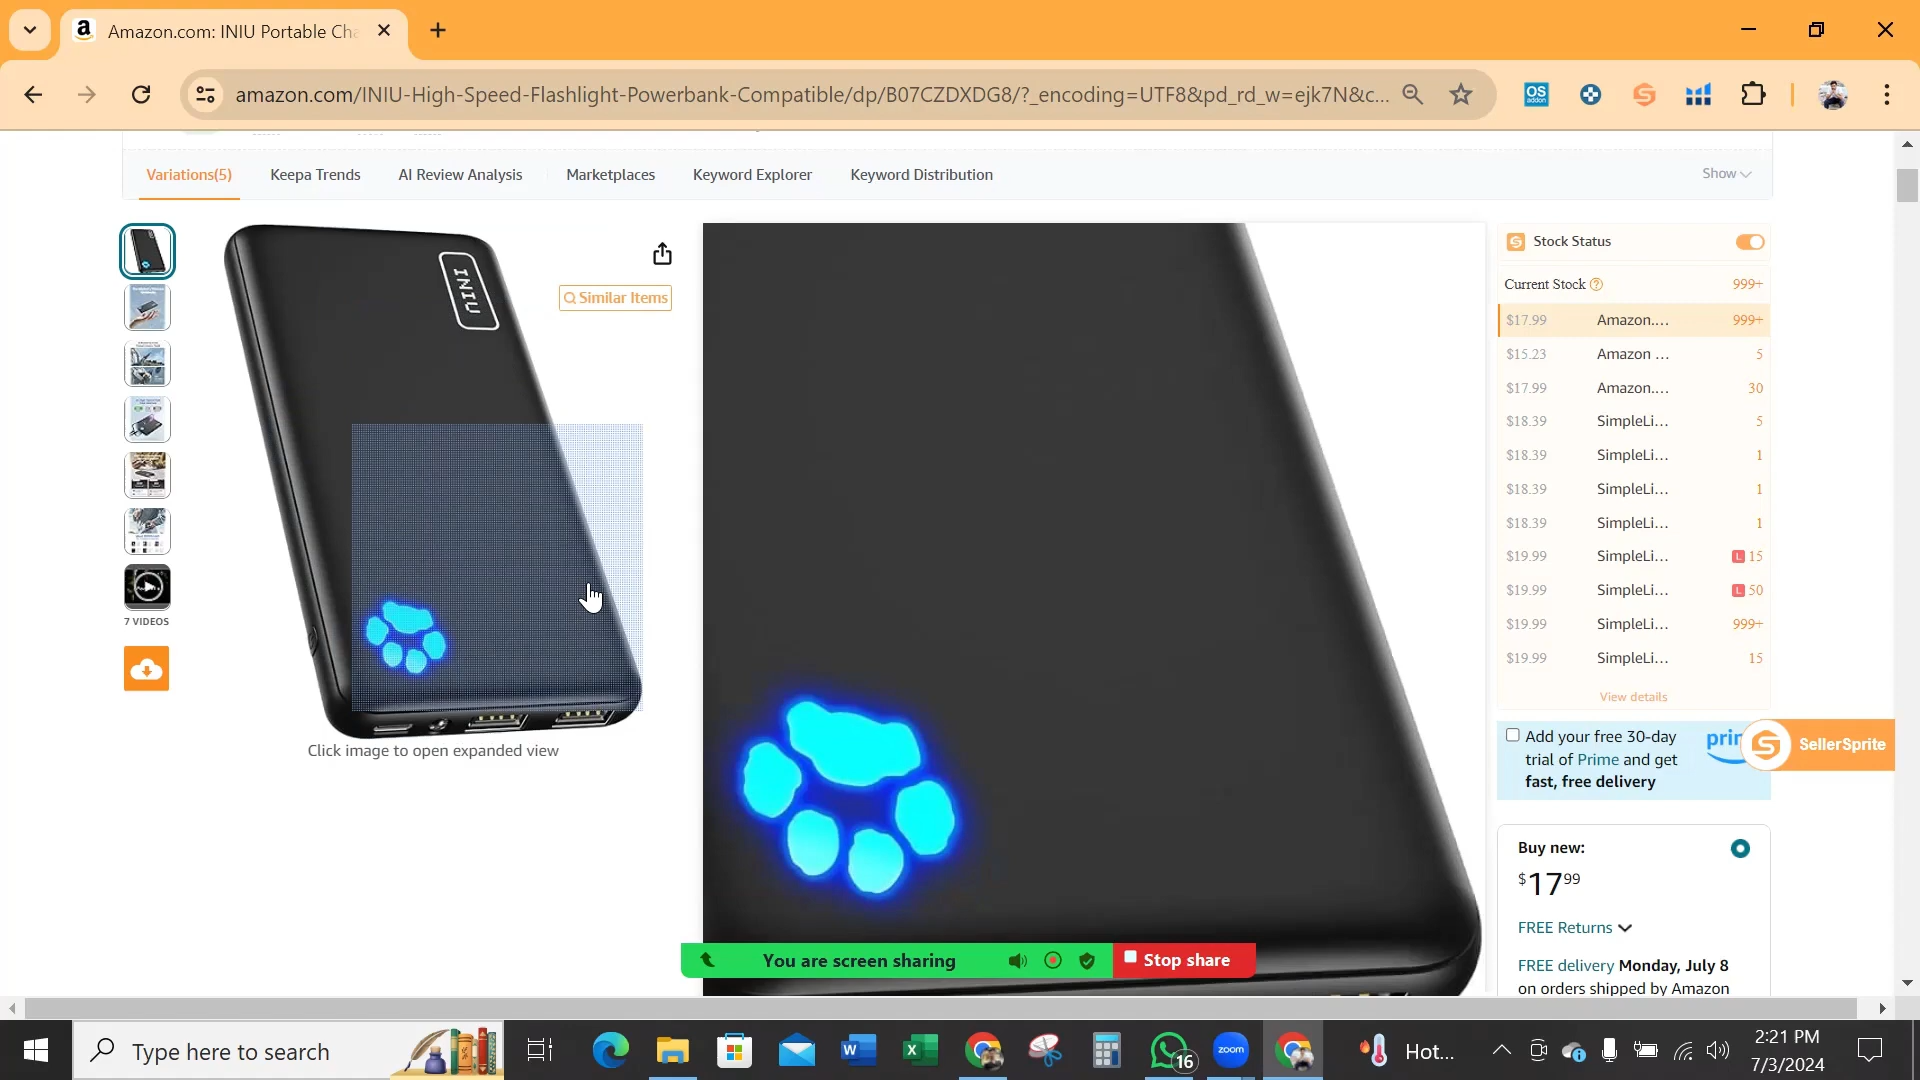 Amazon.com: INIU Portable Cha
amazon.com/INIU-High-Speed-Flashlight-Powerbank-Compatible/dp/B07CZDXDG8/?_encoding=UTF8&pd_rd_w=ejk7N&c...
OS
addon
Variations(5) Keepa Trends AI Review Analysis Marketplaces Keyword Explorer Keyword Distribution Show
INIU
Similar Items
7 VIDEOS
Click image to open expanded view
Stock Status
Current Stock 999+
$17.99 Amazon.... 999+
$15.23 Amazon ... 5
$17.99 Amazon.... 30
$18.39 SimpleLi... 5
$18.39 SimpleLi... 1
$18.39 SimpleLi... 1
$18.39 SimpleLi... 1
$19.99 SimpleLi... L 15
$19.99 SimpleLi... L 50
$19.99 SimpleLi... 999+
$19.99 SimpleLi... 15
View details
Add your free 30-day
trial of Prime and get
fast, free delivery
SellerSprite
Buy new:
$17 99
FREE Returns
FREE delivery Monday, July 8
on orders shipped by Amazon
You are screen sharing Stop share
Type here to search
zoom
16
Hot...
2:21 PM
7/3/2024